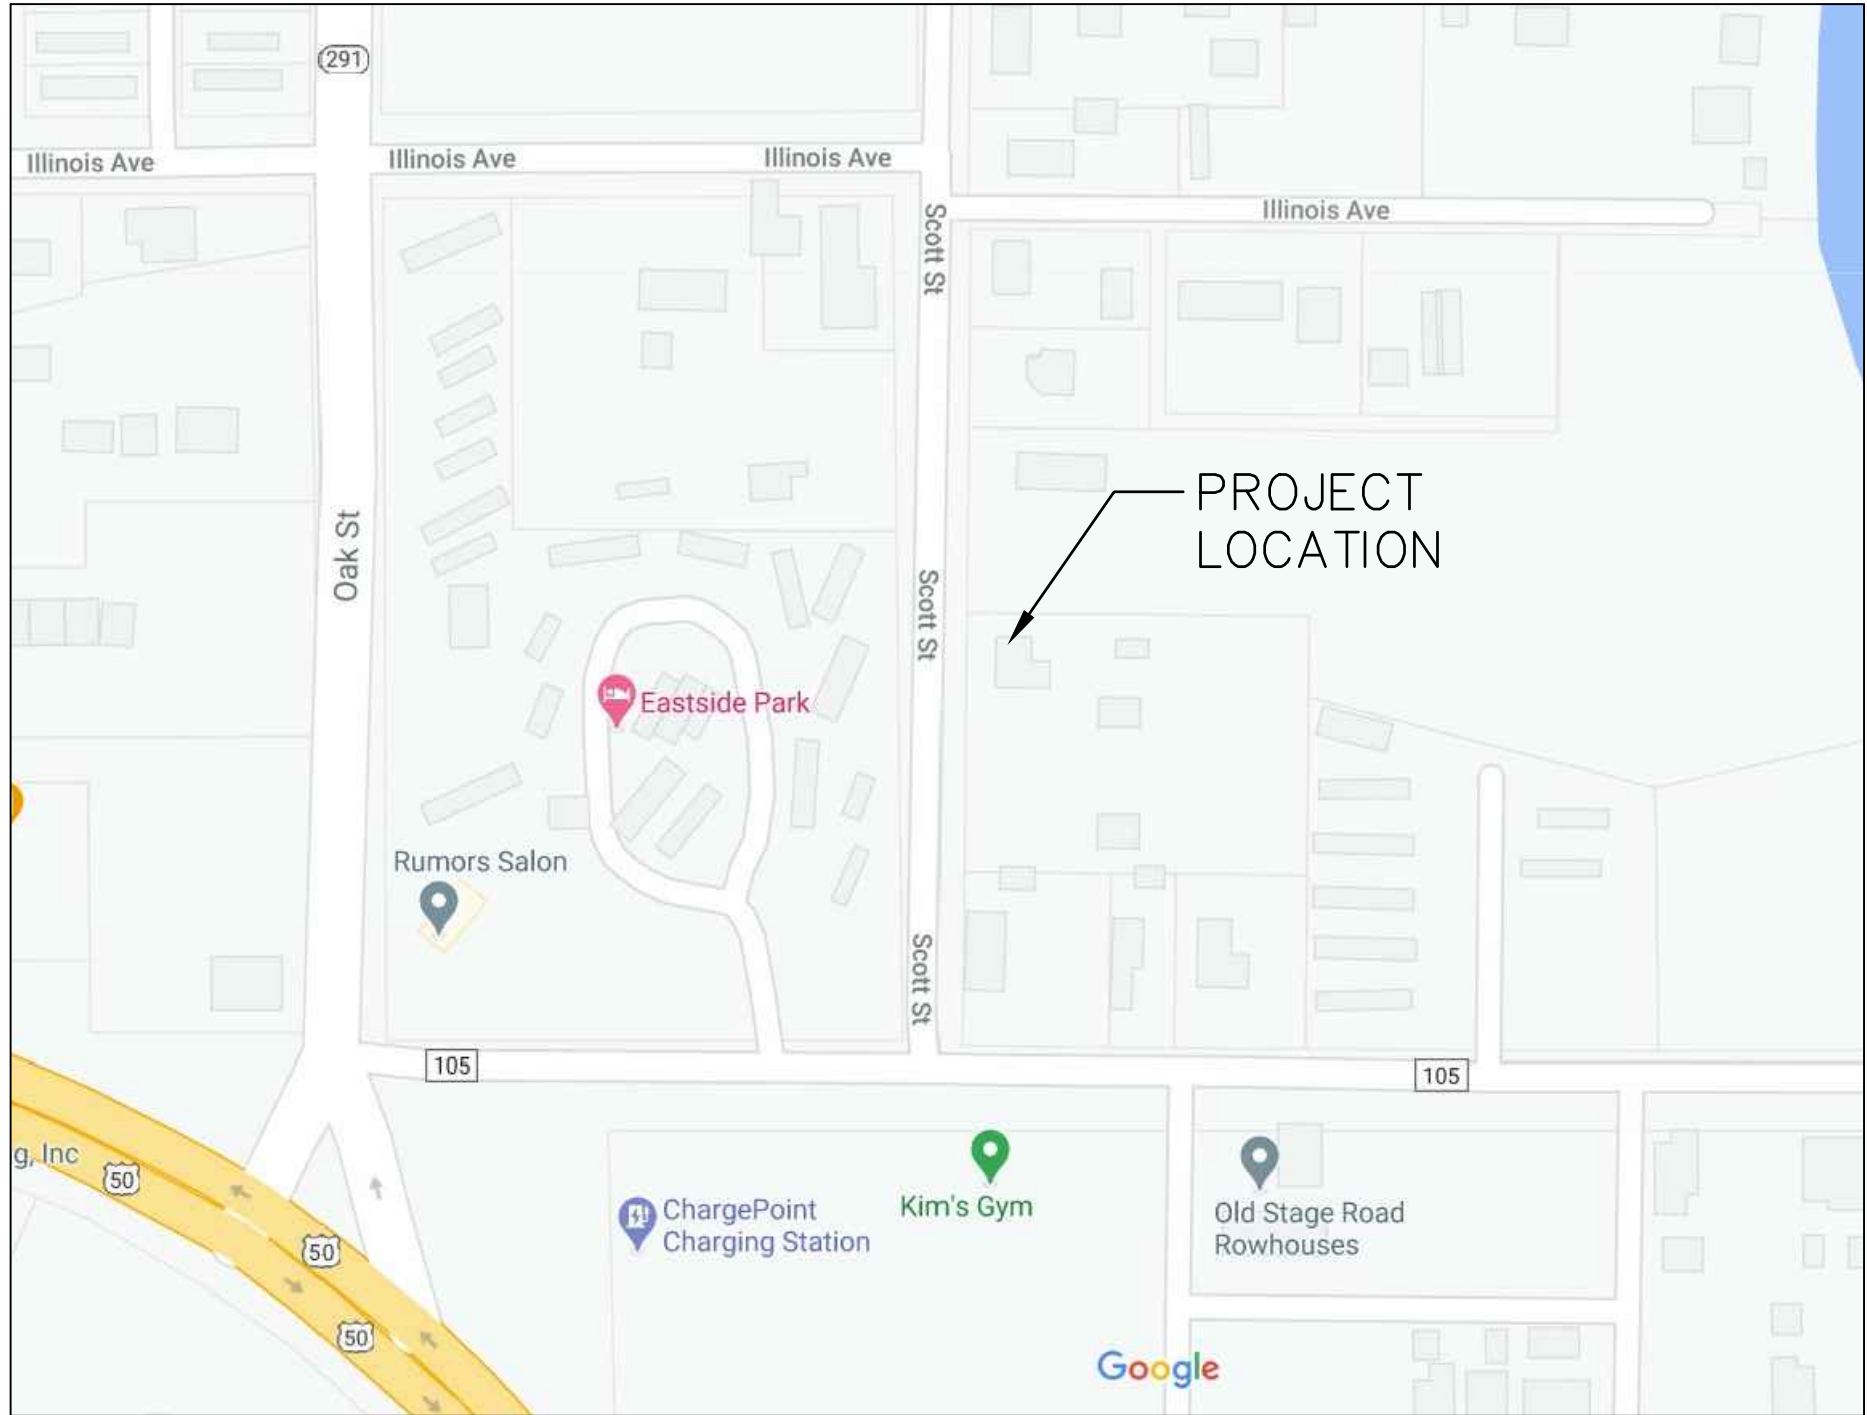 291
Illinois Ave
Illinois Ave
Illinois Ave
Illinois Ave
Scott St
PROJECT
LOCATION
Oak St
Scott St
Eastside Park
Rumors Salon
Scott St
105
105
g, Inc
50
ChargePoint
Charging Station
Kim's Gym
Old Stage Road
Rowhouses
50
50
Google